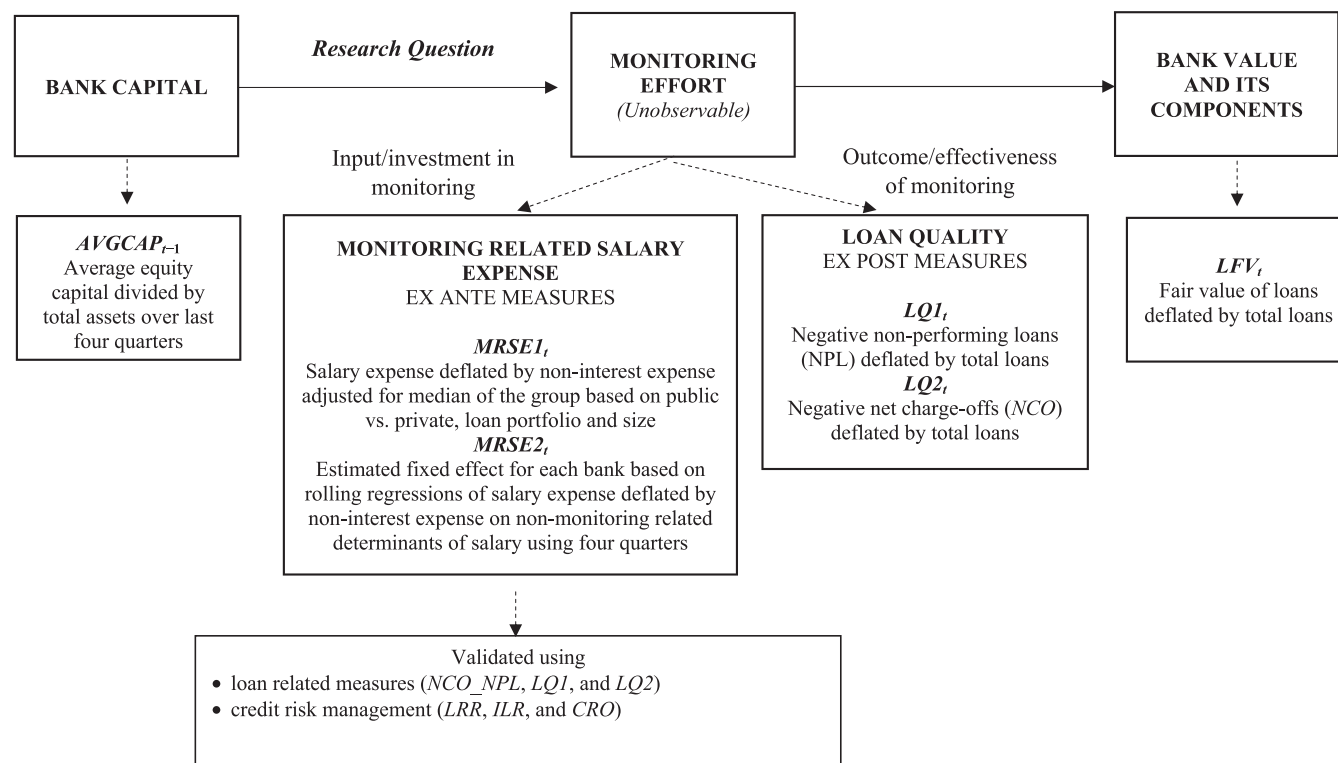 BANK CAPITAL
Research Question
MONITORING
EFFORT
(Unobservable)
BANK VALUE
AND ITS
COMPONENTS
Input/investment in
monitoring
Outcome/effectiveness
of monitoring
AVGCAPt–1
Average equity
capital divided by
total assets over last
four quarters
MONITORING RELATED SALARY
EXPENSE
EX ANTE MEASURES
MRSE1t
Salary expense deflated by non-interest expense
adjusted for median of the group based on public
vs. private, loan portfolio and size
MRSE2t
Estimated fixed effect for each bank based on
rolling regressions of salary expense deflated by
non-interest expense on non-monitoring related
determinants of salary using four quarters
LOAN QUALITY
EX POST MEASURES
LQ1t
Negative non-performing loans
(NPL) deflated by total loans
LQ2t
Negative net charge-offs (NCO)
deflated by total loans
LFVt
Fair value of loans
deflated by total loans
Validated using
• loan related measures (NCO_NPL, LQ1, and LQ2)
• credit risk management (LRR, ILR, and CRO)